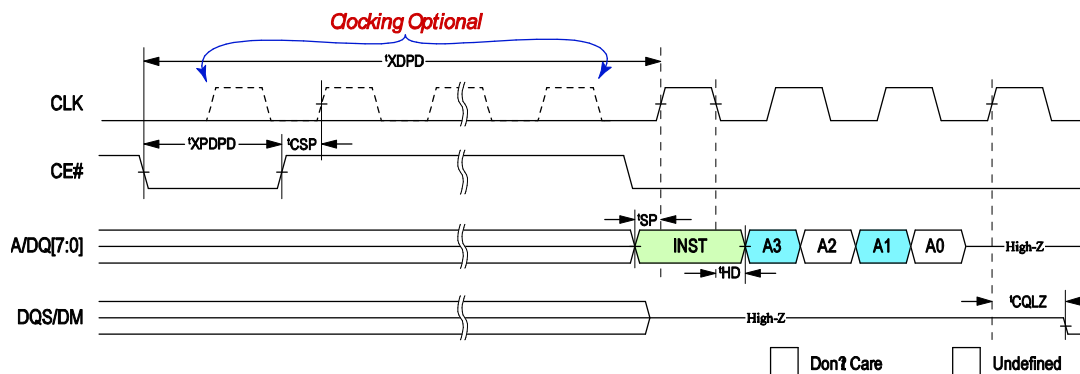 Clocking Optional
tXDPD
CLK
tXPDPD
tCSP
CE#
tSP
A/DQ[7:0]
INST
A3
A2
A1
A0
High-Z
tHD
tCQLZ
DQS/DM
High-Z
Don? Care
Undefined